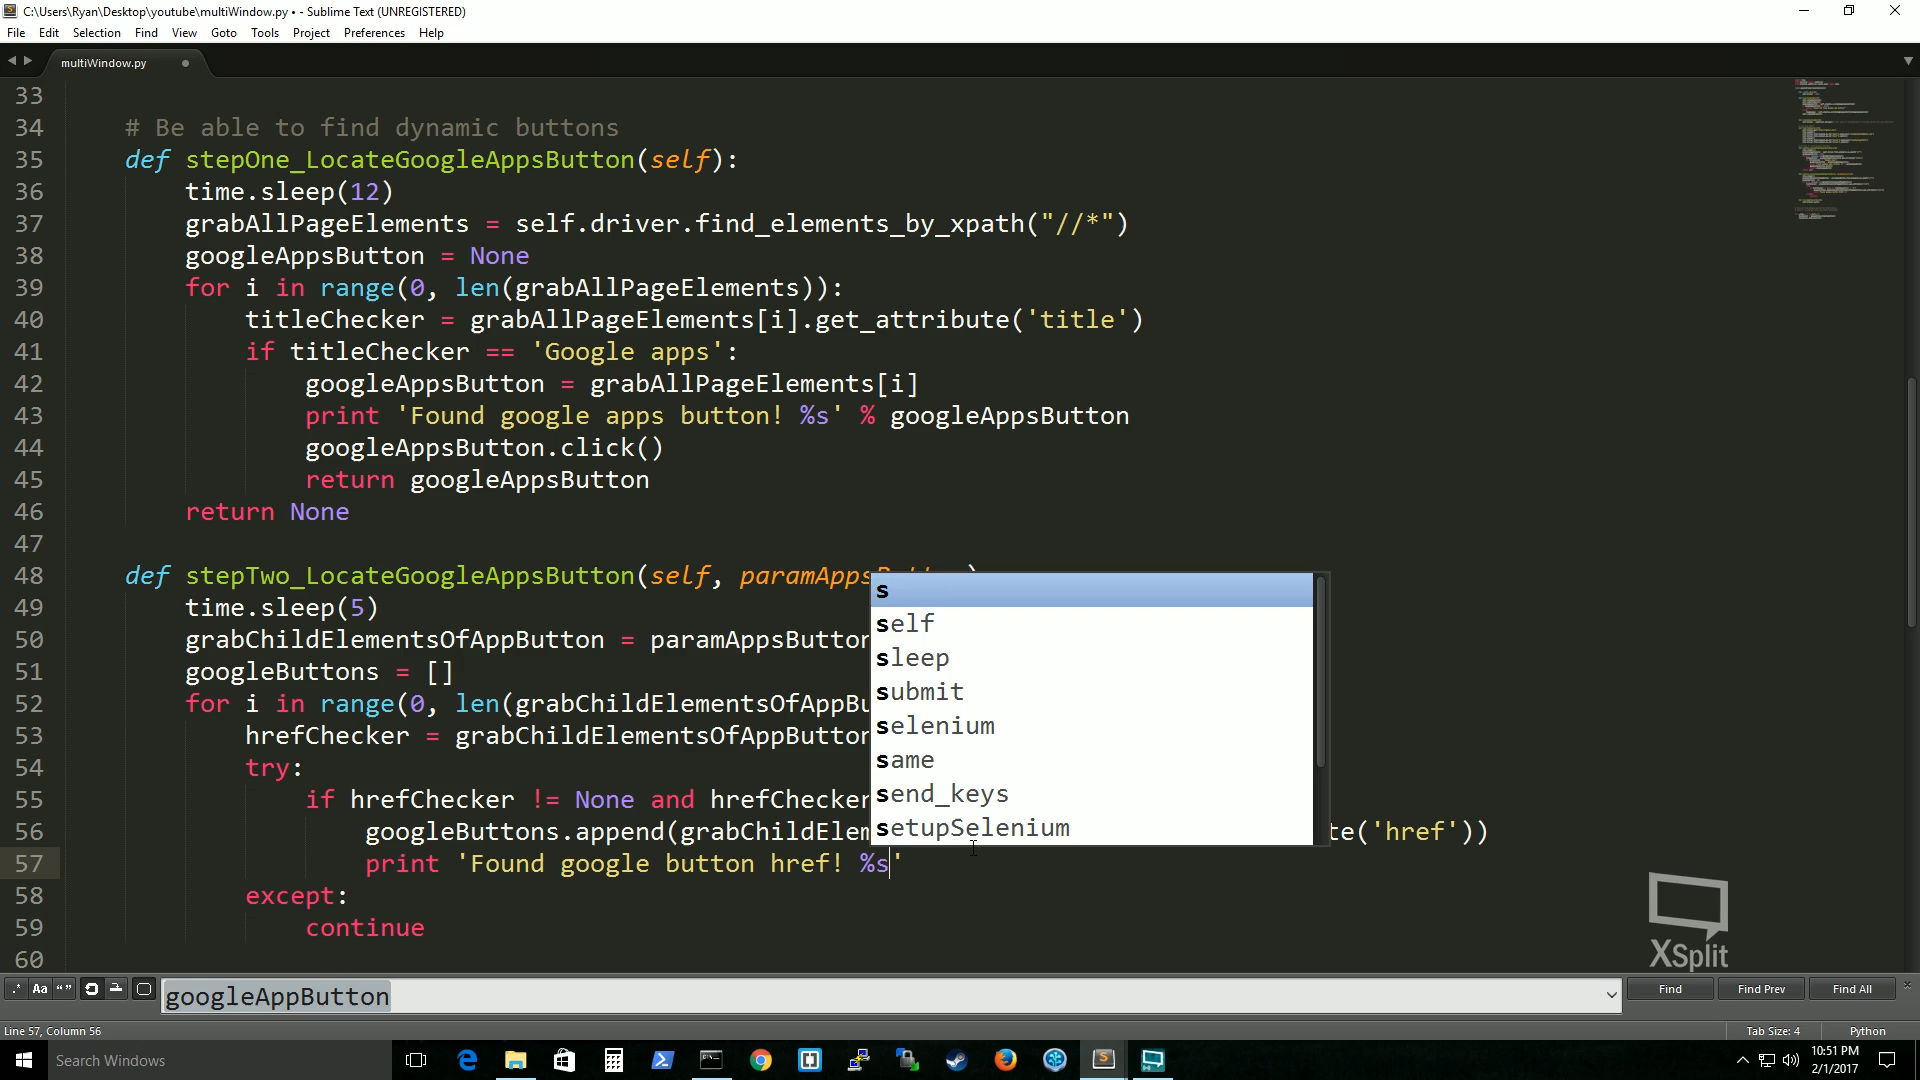 C:\Users\Ryan\Desktop\youtube\multiWindow.py • - Sublime Text (UNREGISTERED)
File Edit Selection Find View Goto Tools Project Preferences Help
multiWindow.py
33
34 # Be able to find dynamic buttons
35 def stepOne_LocateGoogleAppsButton(self):
36 time.sleep(12)
37 grabAllPageElements = self.driver.find_elements_by_xpath("//*")
38 googleAppsButton = None
39 for i in range(0, len(grabAllPageElements)):
40 titleChecker = grabAllPageElements[i].get_attribute('title')
41 if titleChecker == 'Google apps':
42 googleAppsButton = grabAllPageElements[i]
43 print 'Found google apps button! %s' % googleAppsButton
44 googleAppsButton.click()
45 return googleAppsButton
46 return None
47
48 def stepTwo_LocateGoogleAppsButton(self, paramApps
49 time.sleep(5)
50 grabChildElementsOfAppButton = paramAppsButton
51 googleButtons = []
52 for i in range(0, len(grabChildElementsOfAppBu
53 hrefChecker = grabChildElementsOfAppButton
54 try:
55 if hrefChecker != None and hrefChecker
56 googleButtons.append(grabChildElem te('href'))
57 print 'Found google button href! %s'
58 except:
59 continue
60
s
self
sleep
submit
selenium
same
send_keys
setupSelenium
XSplit
.* Aa “ ” googleAppButton Find Find Prev Find All
Line 57, Column 56 Tab Size: 4 Python
Search Windows
10:51 PM
2/1/2017